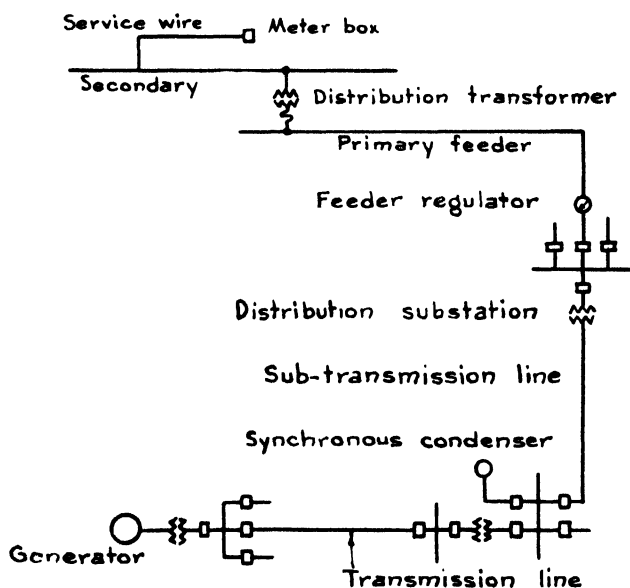 Service wire
Meter box
Secondary
Distribution transformer
Primary feeder
Feeder regulator
Distribution substation
Sub-transmission line
Synchronous condenser
Generator
Transmission line